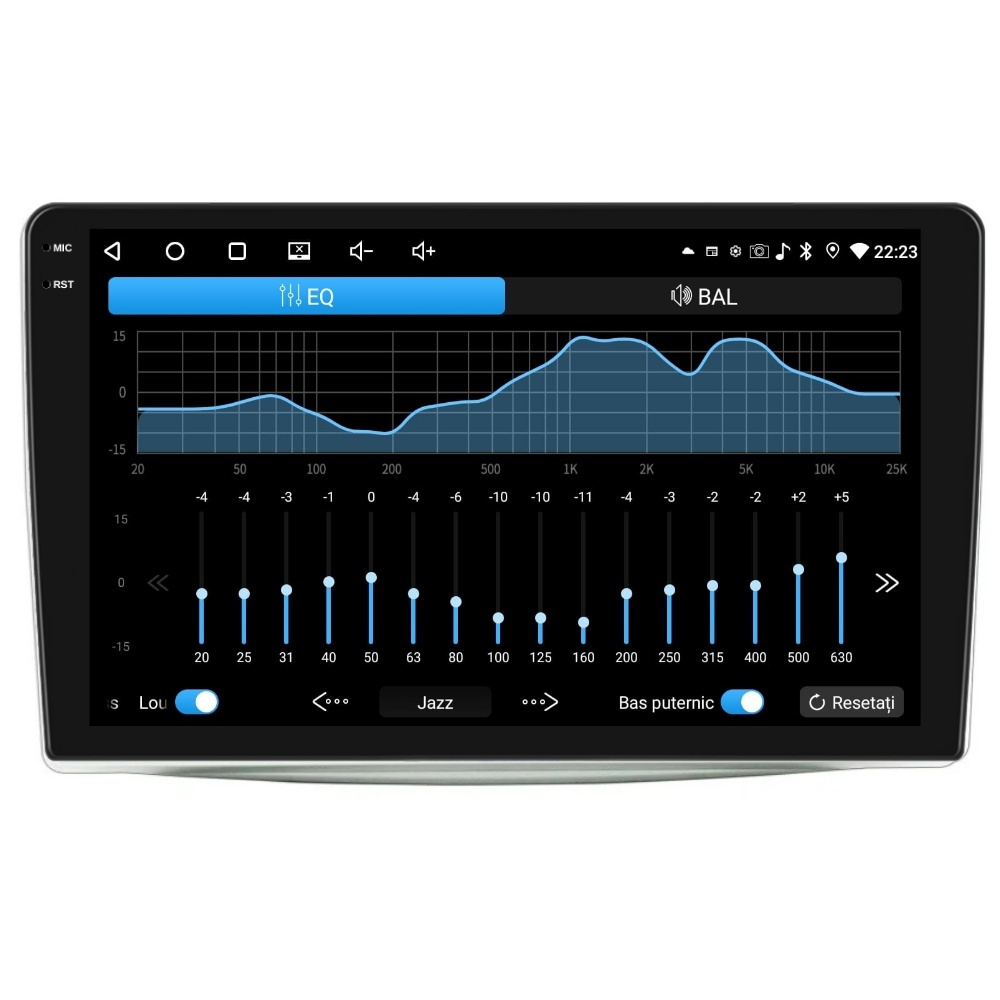 MIC
22:23
RST
EQ
BAL
15
0
-15
20 50 100 200 500 1K 2K 5K 10K 25K
-4 -4 -3 -1 0 -4 -6 -10 -10 -11 -4 -3 -2 -2 +2 +5
15
0
-15
20 25 31 40 50 63 80 100 125 160 200 250 315 400 500 630
s Lou Jazz Bas puternic Resetați